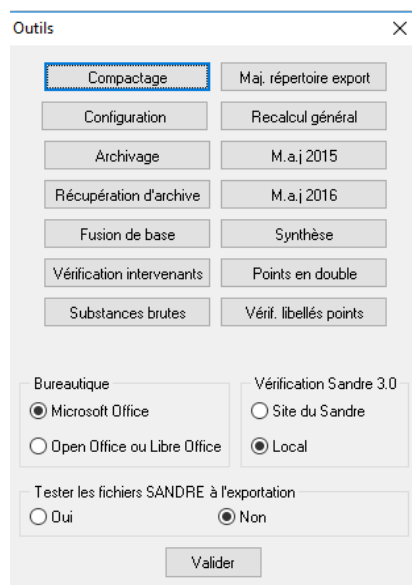 Outils
Compactage
Maj. répertoire export
Configuration
Recalcul général
Archivage
M.a.j 2015
Récupération d'archive
M.a.j 2016
Fusion de base
Synthèse
Vérification intervenants
Points en double
Substances brutes
Vérif. libellés points
Bureautique
Microsoft Office
Open Office ou Libre Office
Vérification Sandre 3.0
Site du Sandre
Local
Tester les fichiers SANDRE à l'exportation
Oui
Non
Valider